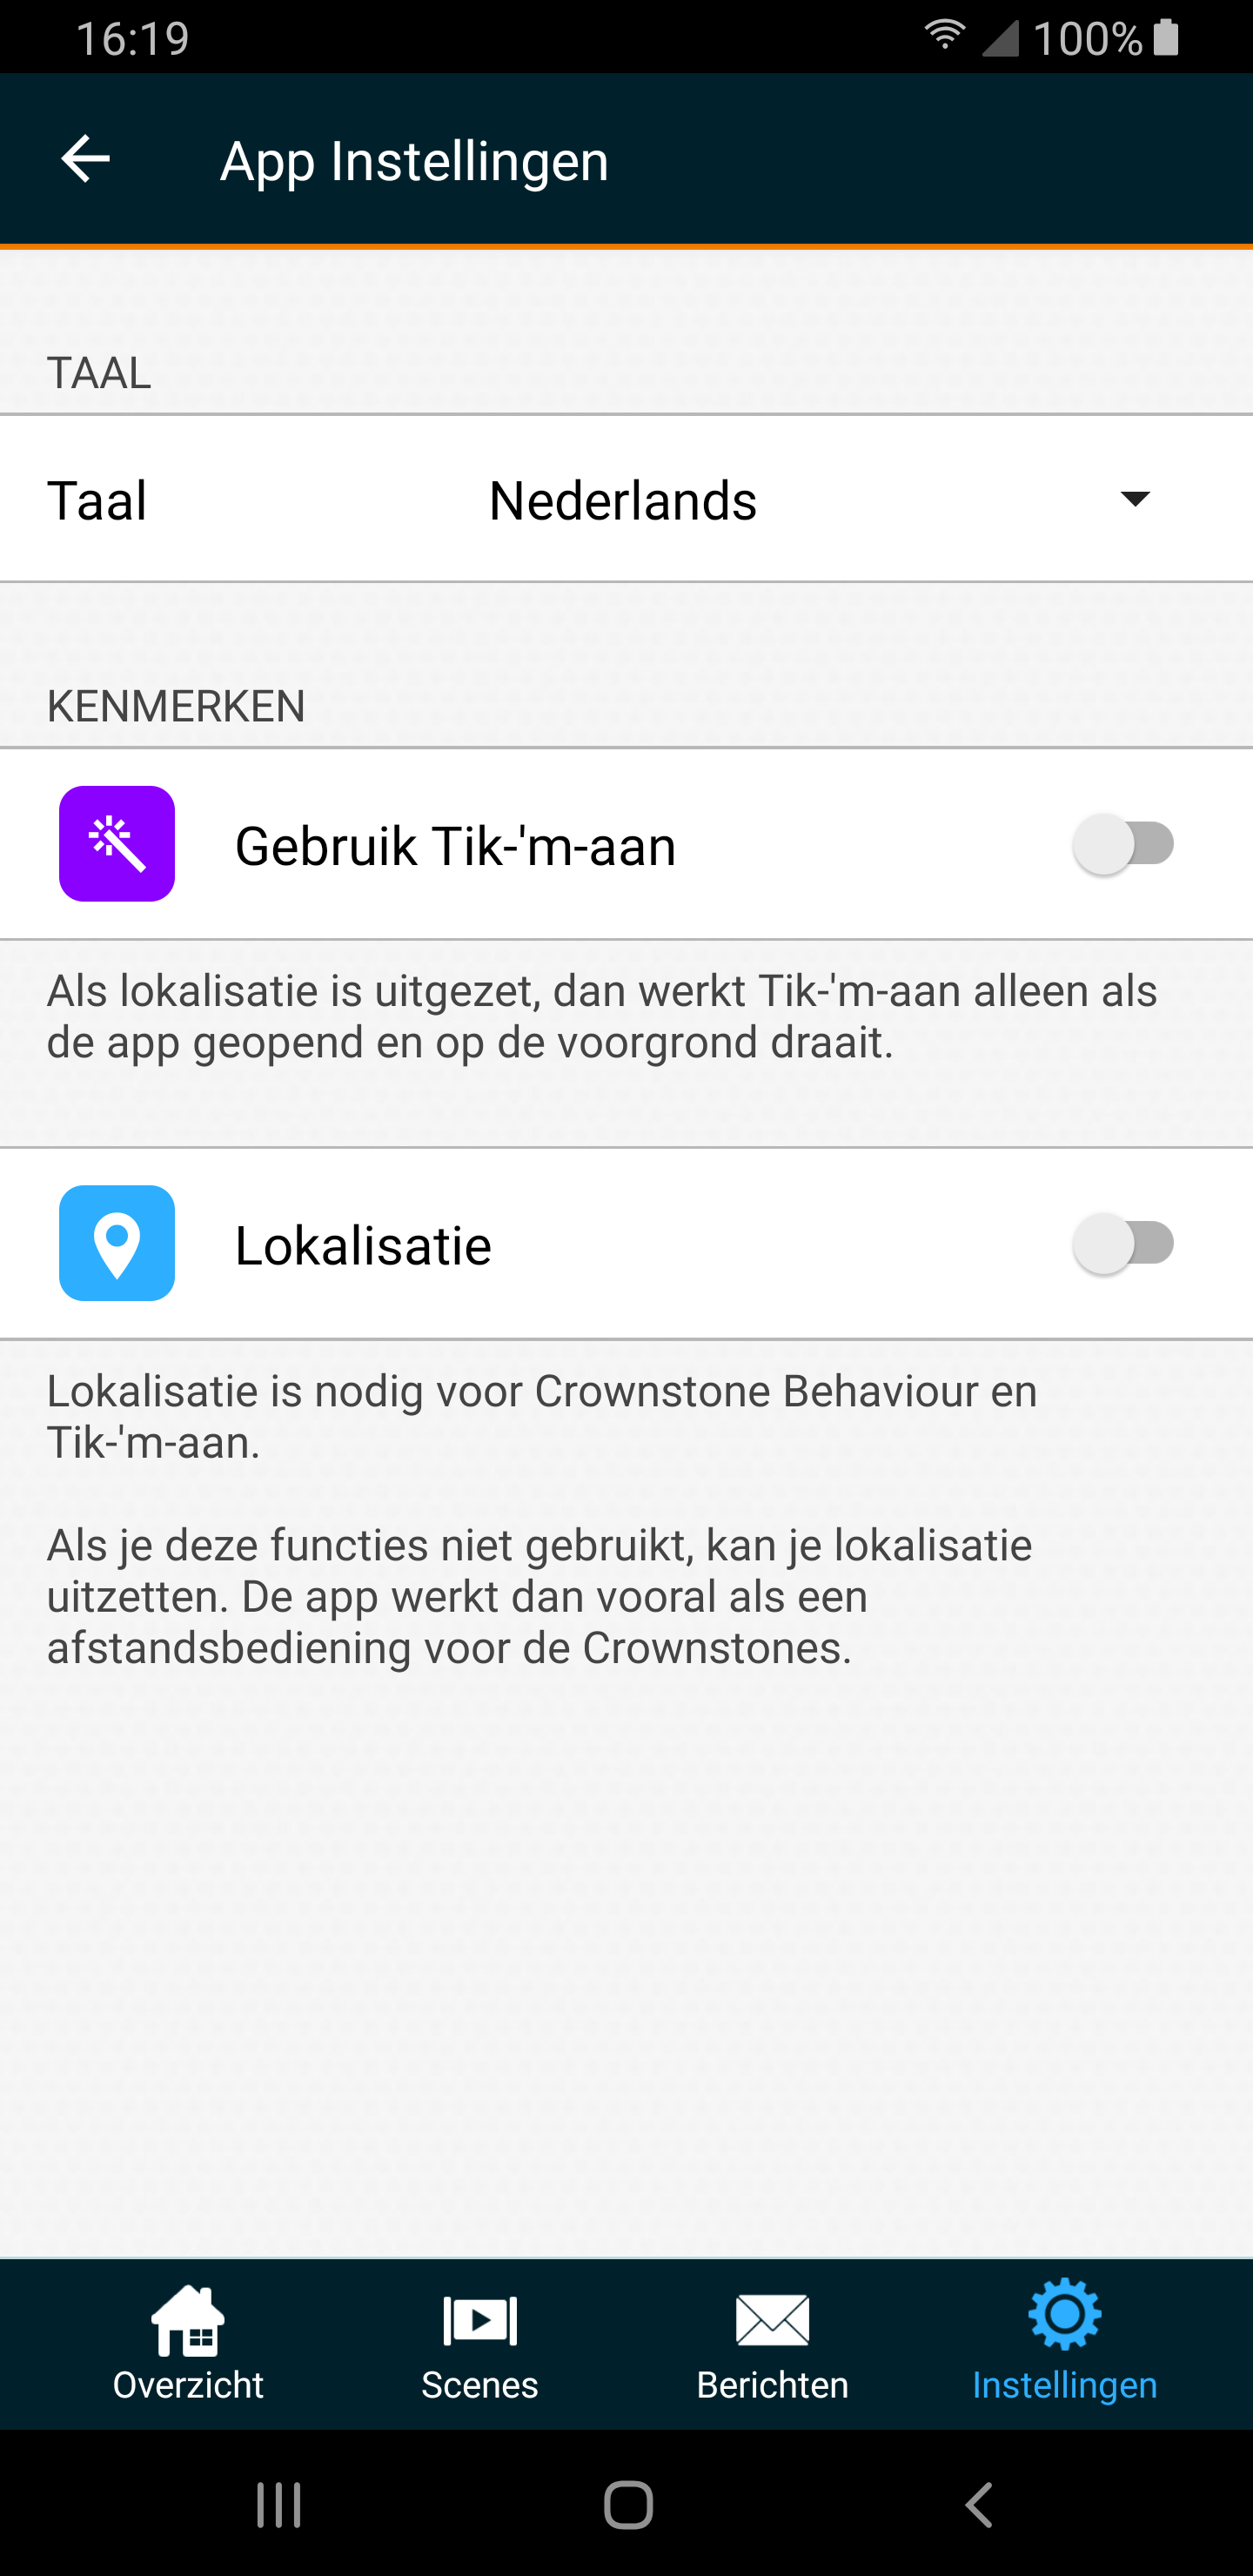 16:19
100%
App Instellingen
TAAL
Taal Nederlands
KENMERKEN
Gebruik Tik-'m-aan
Als lokalisatie is uitgezet, dan werkt Tik-'m-aan alleen als
de app geopend en op de voorgrond draait.
Lokalisatie
Lokalisatie is nodig voor Crownstone Behaviour en
Tik-'m-aan.
Als je deze functies niet gebruikt, kan je lokalisatie
uitzetten. De app werkt dan vooral als een
afstandsbediening voor de Crownstones.
Overzicht Scenes Berichten Instellingen